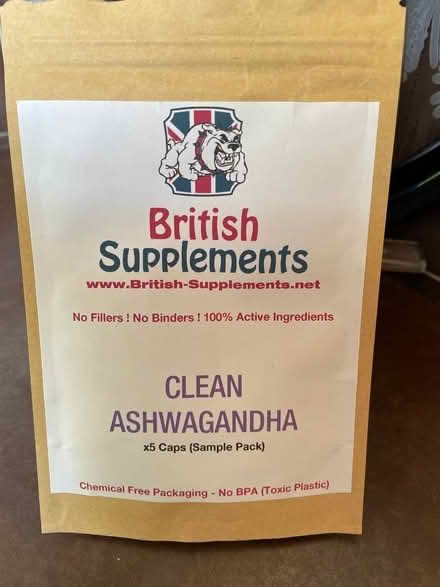 British
Supplements
www.British-Supplements.net
No Fillers ! No Binders ! 100% Active Ingredients
CLEAN
ASHWAGANDHA
x5 Caps (Sample Pack)
Chemical Free Packaging - No BPA (Toxic Plastic)